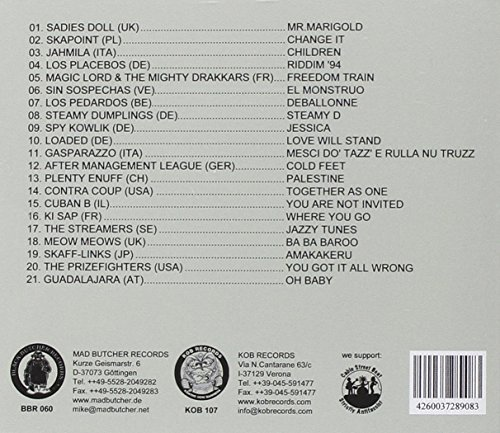 01. SADIES DOLL (UK) MR.MARIGOLD
02. SKAPOINT (PL) CHANGE IT
03. JAHMILA (ITA) CHILDREN
04. LOS PLACEBOS (DE) RIDDIM '94
05. MAGIC LORD & THE MIGHTY DRAKKARS (FR) FREEDOM TRAIN
06. SIN SOSPECHAS (VE) EL MONSTRUO
07. LOS PEDARDOS (BE) DEBALLONNE
08. STEAMY DUMPLINGS (DE) STEAMY D
09. SPY KOWLIK (DE) JESSICA
10. LOADED (DE) LOVE WILL STAND
11. GASPARAZZO (ITA) MESCI DO' TAZZ' E RULLA NU TRUZZ
12. AFTER MANAGEMENT LEAGUE (GER) COLD FEET
13. PLENTY ENUFF (CH) PALESTINE
14. CONTRA COUP (USA) TOGETHER AS ONE
15. CUBAN B (IL) YOU ARE NOT INVITED
16. KI SAP (FR) WHERE YOU GO
17. THE STREAMERS (SE) JAZZY TUNES
18. MEOW MEOWS (UK) BA BA BAROO
19. SKAFF-LINKS (JP) AMAKAKERU
20. THE PRIZEFIGHTERS (USA) YOU GOT IT ALL WRONG
21. GUADALAJARA (AT) OH BABY
BBR 060
MAD BUTCHER RECORDS
Kurze Geismarstr. 6
D-37073 Göttingen
Tel. ++49-5528-2049282
Fax. ++49-5528-2049283
www.madbutcher.de
mike@madbutcher.net
KOB RECORDS
KOB 107
KOB RECORDS
Via N.Cantarane 63/c
I-37129 Verona
Tel. ++39-045-591477
Fax ++39-045-591477
www.kobrecords.com
info@kobrecords.com
we support:
Cable Street Beat
Strictly Antifascist
4260037289083